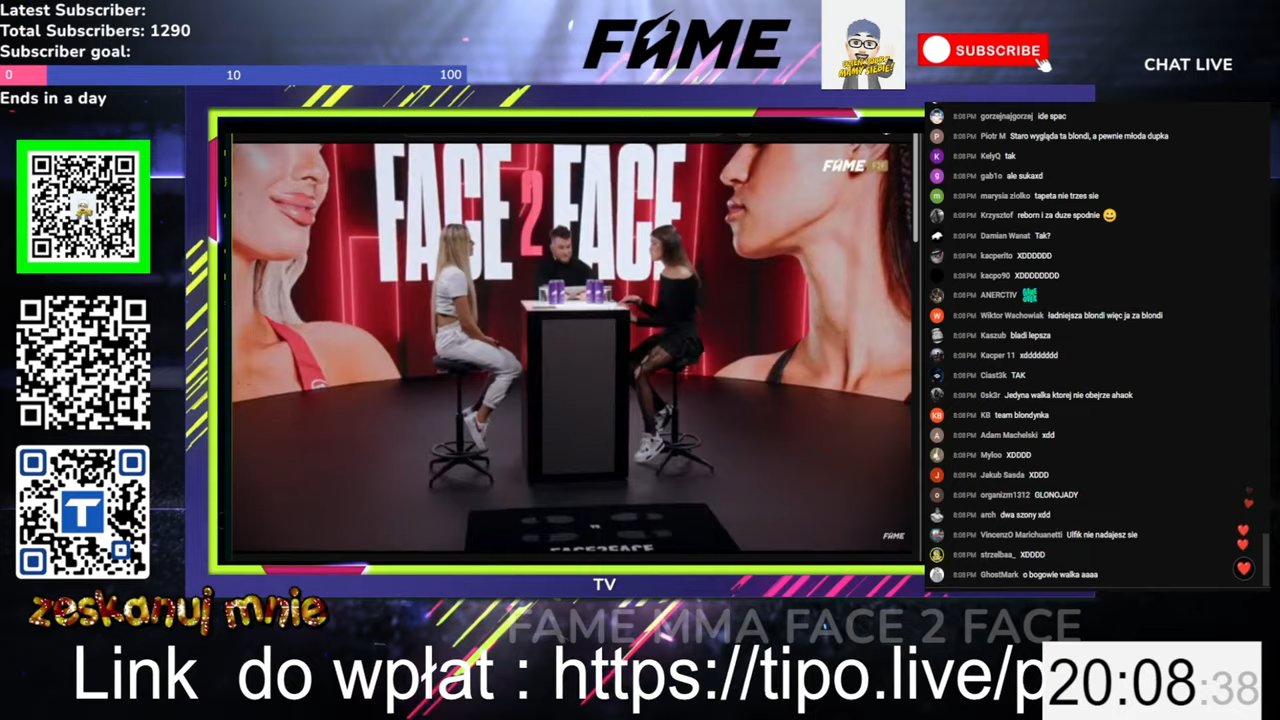 Latest Subscriber:
Total Subscribers: 1290
Subscriber goal:
0 10 100
Ends in a day
FAME
SUBSCRIBE
CHAT LIVE
FAME
FACE 2 FACE
FAME
FACE2FACE
TV
8:08 PM gorzejnajgorzej ide spac
P 8:08 PM Piotr M Staro wygląda ta blondi, a pewnie młoda dupka
K 8:08 PM KelyQ tak
g 8:08 PM gab1o ale sukaxd
m 8:08 PM marysia ziolko tapeta nie trzes sie
8:08 PM Krzysztof reborn i za duze spodnie 😀
8:08 PM Damian Wanat Tak?
8:08 PM kacperito XDDDDDD
8:08 PM kacpo90 XDDDDDDDD
8:08 PM ANERCTIV
W 8:08 PM Wiktor Wachowiak ładniejsza blondi więc ja za blondi
8:08 PM Kaszub bladi lepsza
8:08 PM Kacper 11 xdddddddd
8:08 PM Ciast3k TAK
8:08 PM 0sk3r Jedyna walka ktorej nie obejrze ahaok
KB 8:08 PM KB team blondynka
A 8:08 PM Adam Machelski xdd
8:08 PM Myloo XDDDD
J 8:08 PM Jakub Sasda XDDD
o 8:08 PM organizm1312 GLONOJADY
8:08 PM arch dwa szony xdd
8:08 PM VincenzO Marichuanetti Ulfik nie nadajesz sie
8:08 PM strzelbaa_ XDDDD
8:08 PM GhostMark o bogowie walka aaaa
T
zeskanuj mnie
FAME MMA FACE 2 FACE
Link do wpłat : https://tipo.live/p
20:08:38